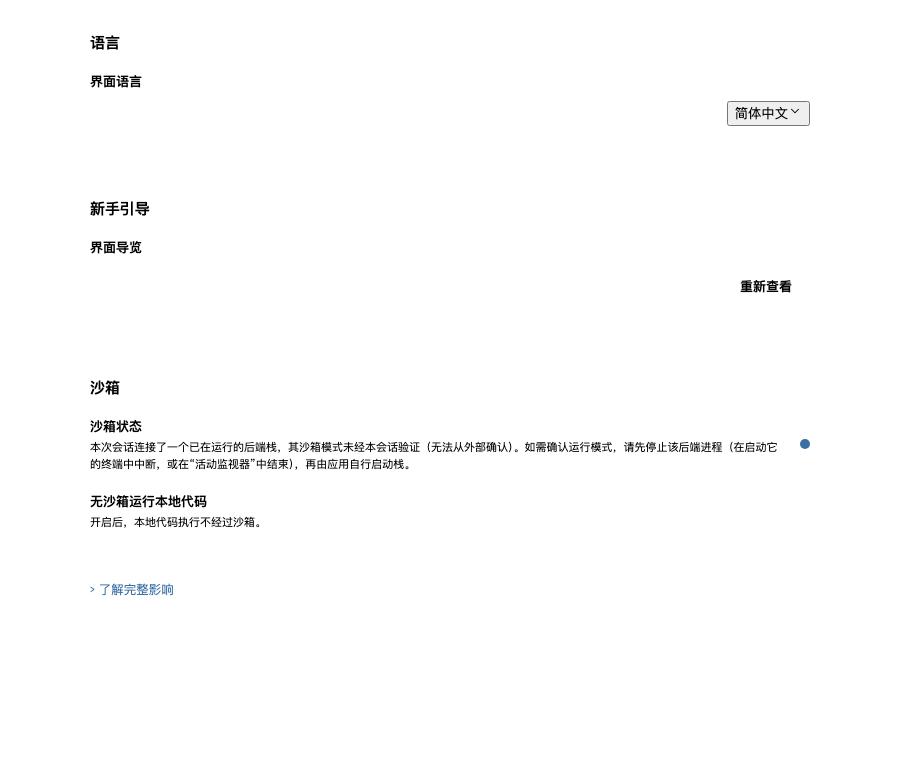 语言
界面语言
简体中文
新手引导
界面导览
重新查看
沙箱
沙箱状态
本次会话连接了一个已在运行的后端栈，其沙箱模式未经本会话验证（无法从外部确认）。如需确认运行模式，请先停止该后端进程（在启动它
的终端中中断，或在“活动监视器”中结束），再由应用自行启动栈。
无沙箱运行本地代码
开启后，本地代码执行不经过沙箱。
› 了解完整影响